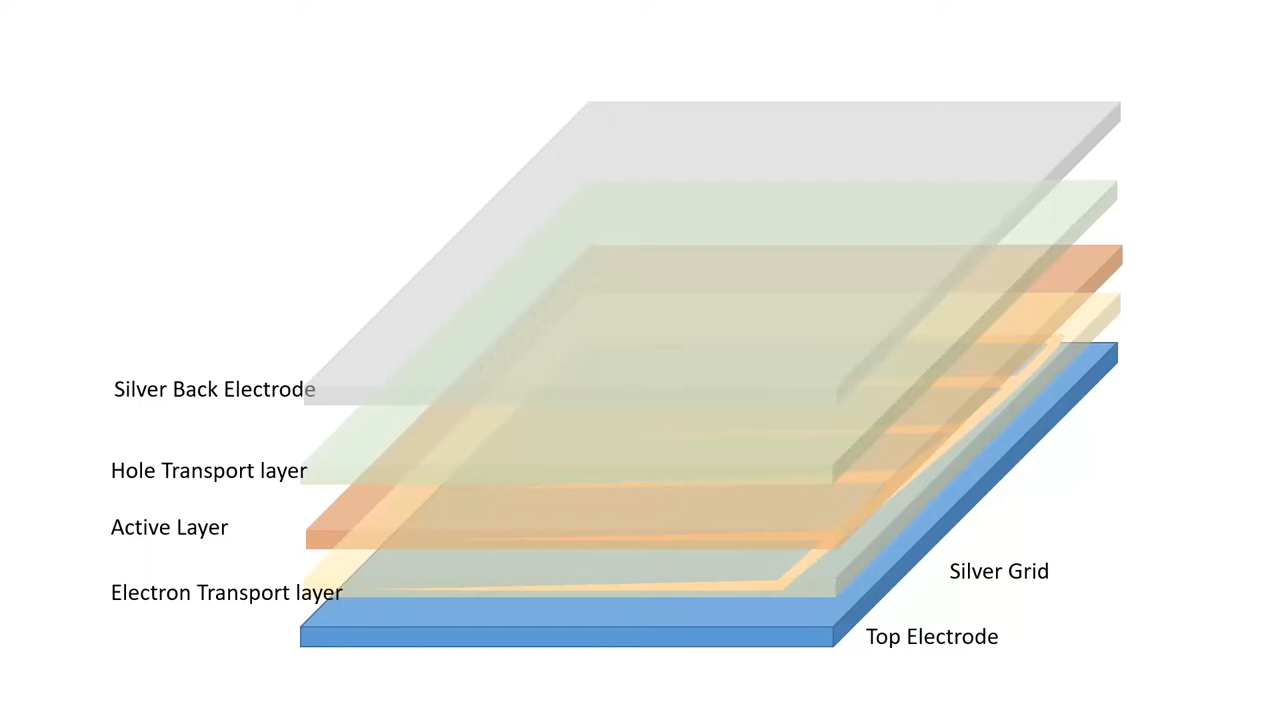 Silver Back Electrode
Hole Transport layer
Active Layer
Electron Transport layer
Silver Grid
Top Electrode